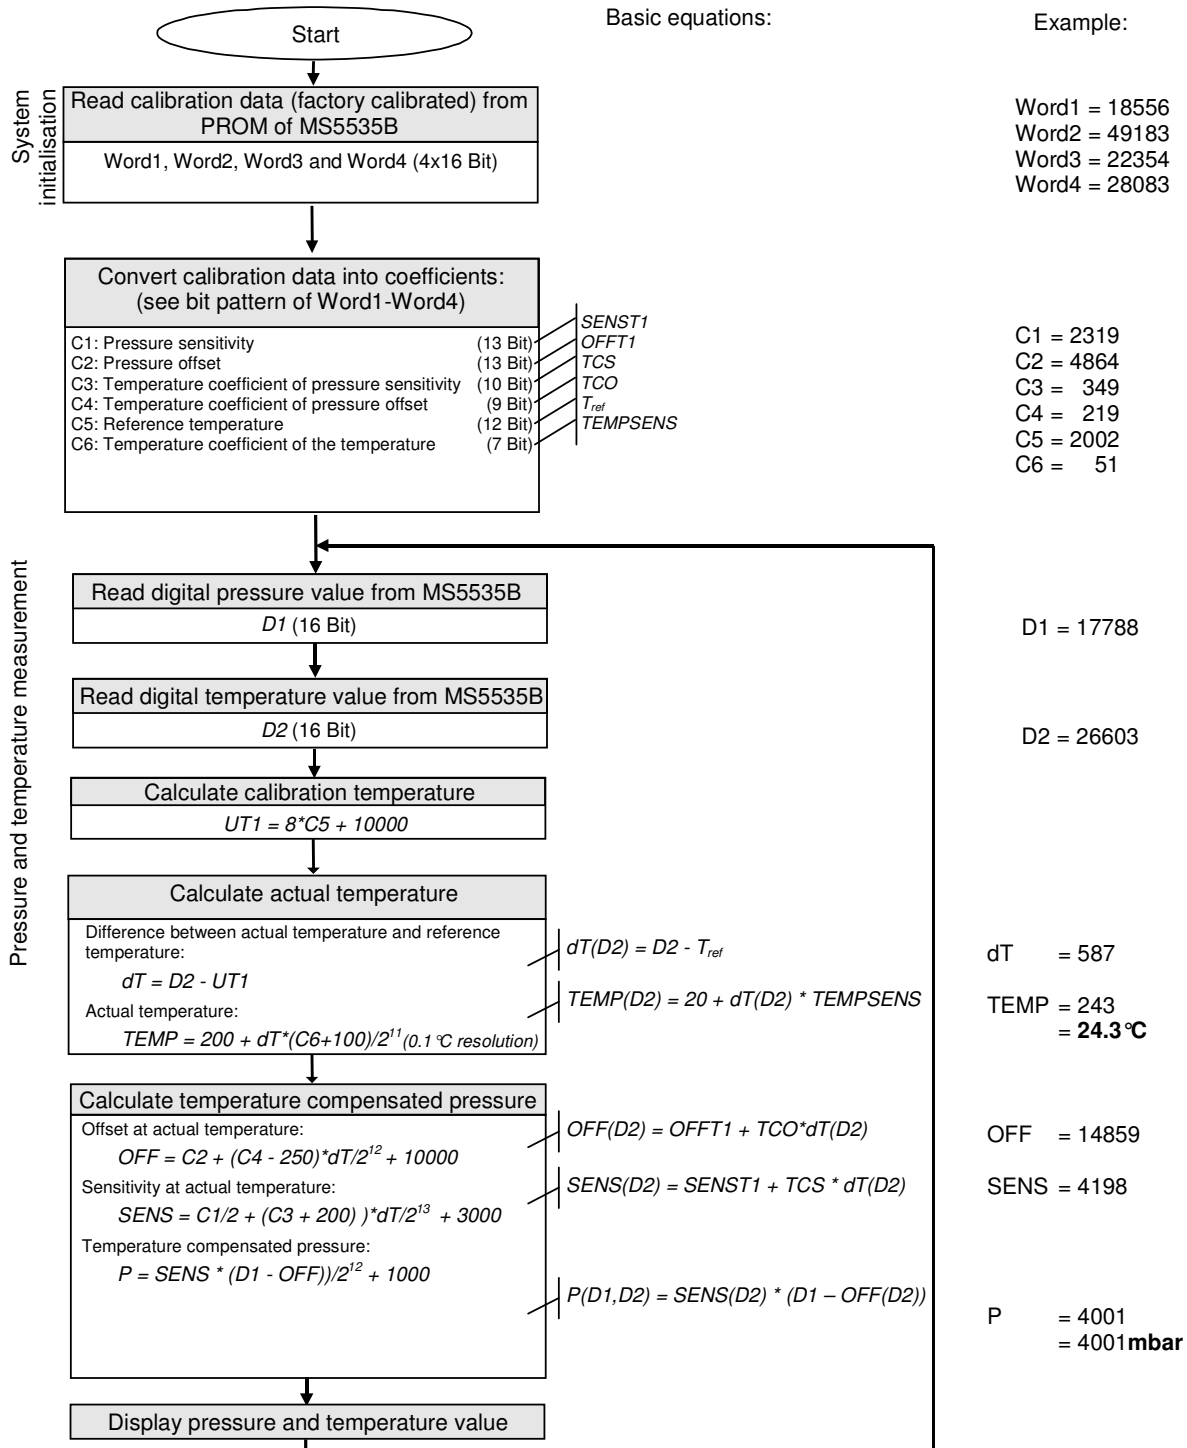 Basic equations:
Example:
Start
System
initialisation
Read calibration data (factory calibrated) from
PROM of MS5535B
Word1, Word2, Word3 and Word4 (4x16 Bit)
Word1 = 18556
Word2 = 49183
Word3 = 22354
Word4 = 28083
Convert calibration data into coefficients:
(see bit pattern of Word1-Word4)
C1: Pressure sensitivity (13 Bit) SENST1
C2: Pressure offset (13 Bit) OFFT1
C3: Temperature coefficient of pressure sensitivity (10 Bit) TCS
C4: Temperature coefficient of pressure offset (9 Bit) TCO
C5: Reference temperature (12 Bit) Tref
C6: Temperature coefficient of the temperature (7 Bit) TEMPSENS
C1 = 2319
C2 = 4864
C3 = 349
C4 = 219
C5 = 2002
C6 = 51
Pressure and temperature measurement
Read digital pressure value from MS5535B
D1 (16 Bit)
D1 = 17788
Read digital temperature value from MS5535B
D2 (16 Bit)
D2 = 26603
Calculate calibration temperature
UT1 = 8*C5 + 10000
Calculate actual temperature
Difference between actual temperature and reference
temperature:
dT = D2 - UT1
dT(D2) = D2 - Tref
dT = 587
Actual temperature:
TEMP = 200 + dT*(C6+100)/2^11 (0.1°C resolution)
TEMP(D2) = 20 + dT(D2) * TEMPSENS
TEMP = 243
= 24.3°C
Calculate temperature compensated pressure
Offset at actual temperature:
OFF = C2 + (C4 - 250)*dT/2^12 + 10000
OFF(D2) = OFFT1 + TCO*dT(D2)
OFF = 14859
Sensitivity at actual temperature:
SENS = C1/2 + (C3 + 200) )*dT/2^13 + 3000
SENS(D2) = SENST1 + TCS * dT(D2)
SENS = 4198
Temperature compensated pressure:
P = SENS * (D1 - OFF))/2^12 + 1000
P(D1,D2) = SENS(D2) * (D1 – OFF(D2))
P = 4001
= 4001mbar
Display pressure and temperature value